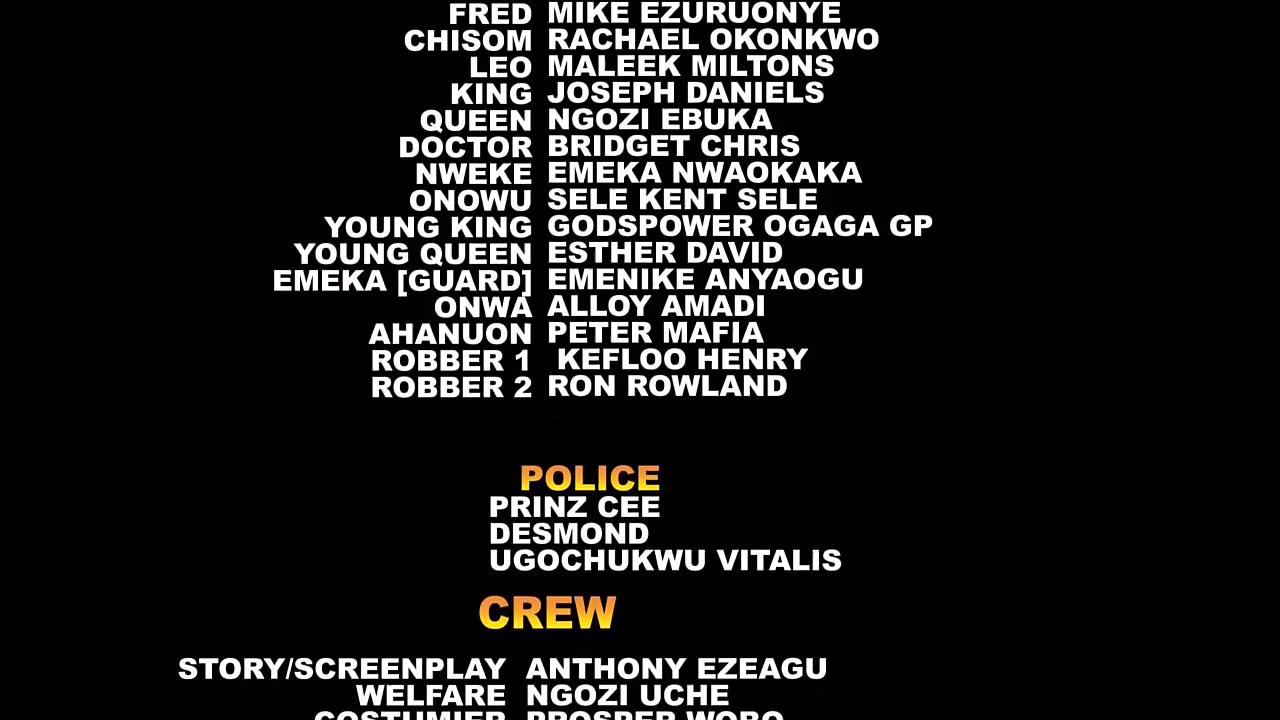 FRED MIKE EZURUONYE
CHISOM RACHAEL OKONKWO
LEO MALEEK MILTONS
KING JOSEPH DANIELS
QUEEN NGOZI EBUKA
DOCTOR BRIDGET CHRIS
NWEKE EMEKA NWAOKAKA
ONOWU SELE KENT SELE
YOUNG KING GODSPOWER OGAGA GP
YOUNG QUEEN ESTHER DAVID
EMEKA [GUARD] EMENIKE ANYAOGU
ONWA ALLOY AMADI
AHANUON PETER MAFIA
ROBBER 1 KEFLOO HENRY
ROBBER 2 RON ROWLAND
POLICE
PRINZ CEE
DESMOND
UGOCHUKWU VITALIS
CREW
STORY/SCREENPLAY ANTHONY EZEAGU
WELFARE NGOZI UCHE
COSTUMIER PROSPER